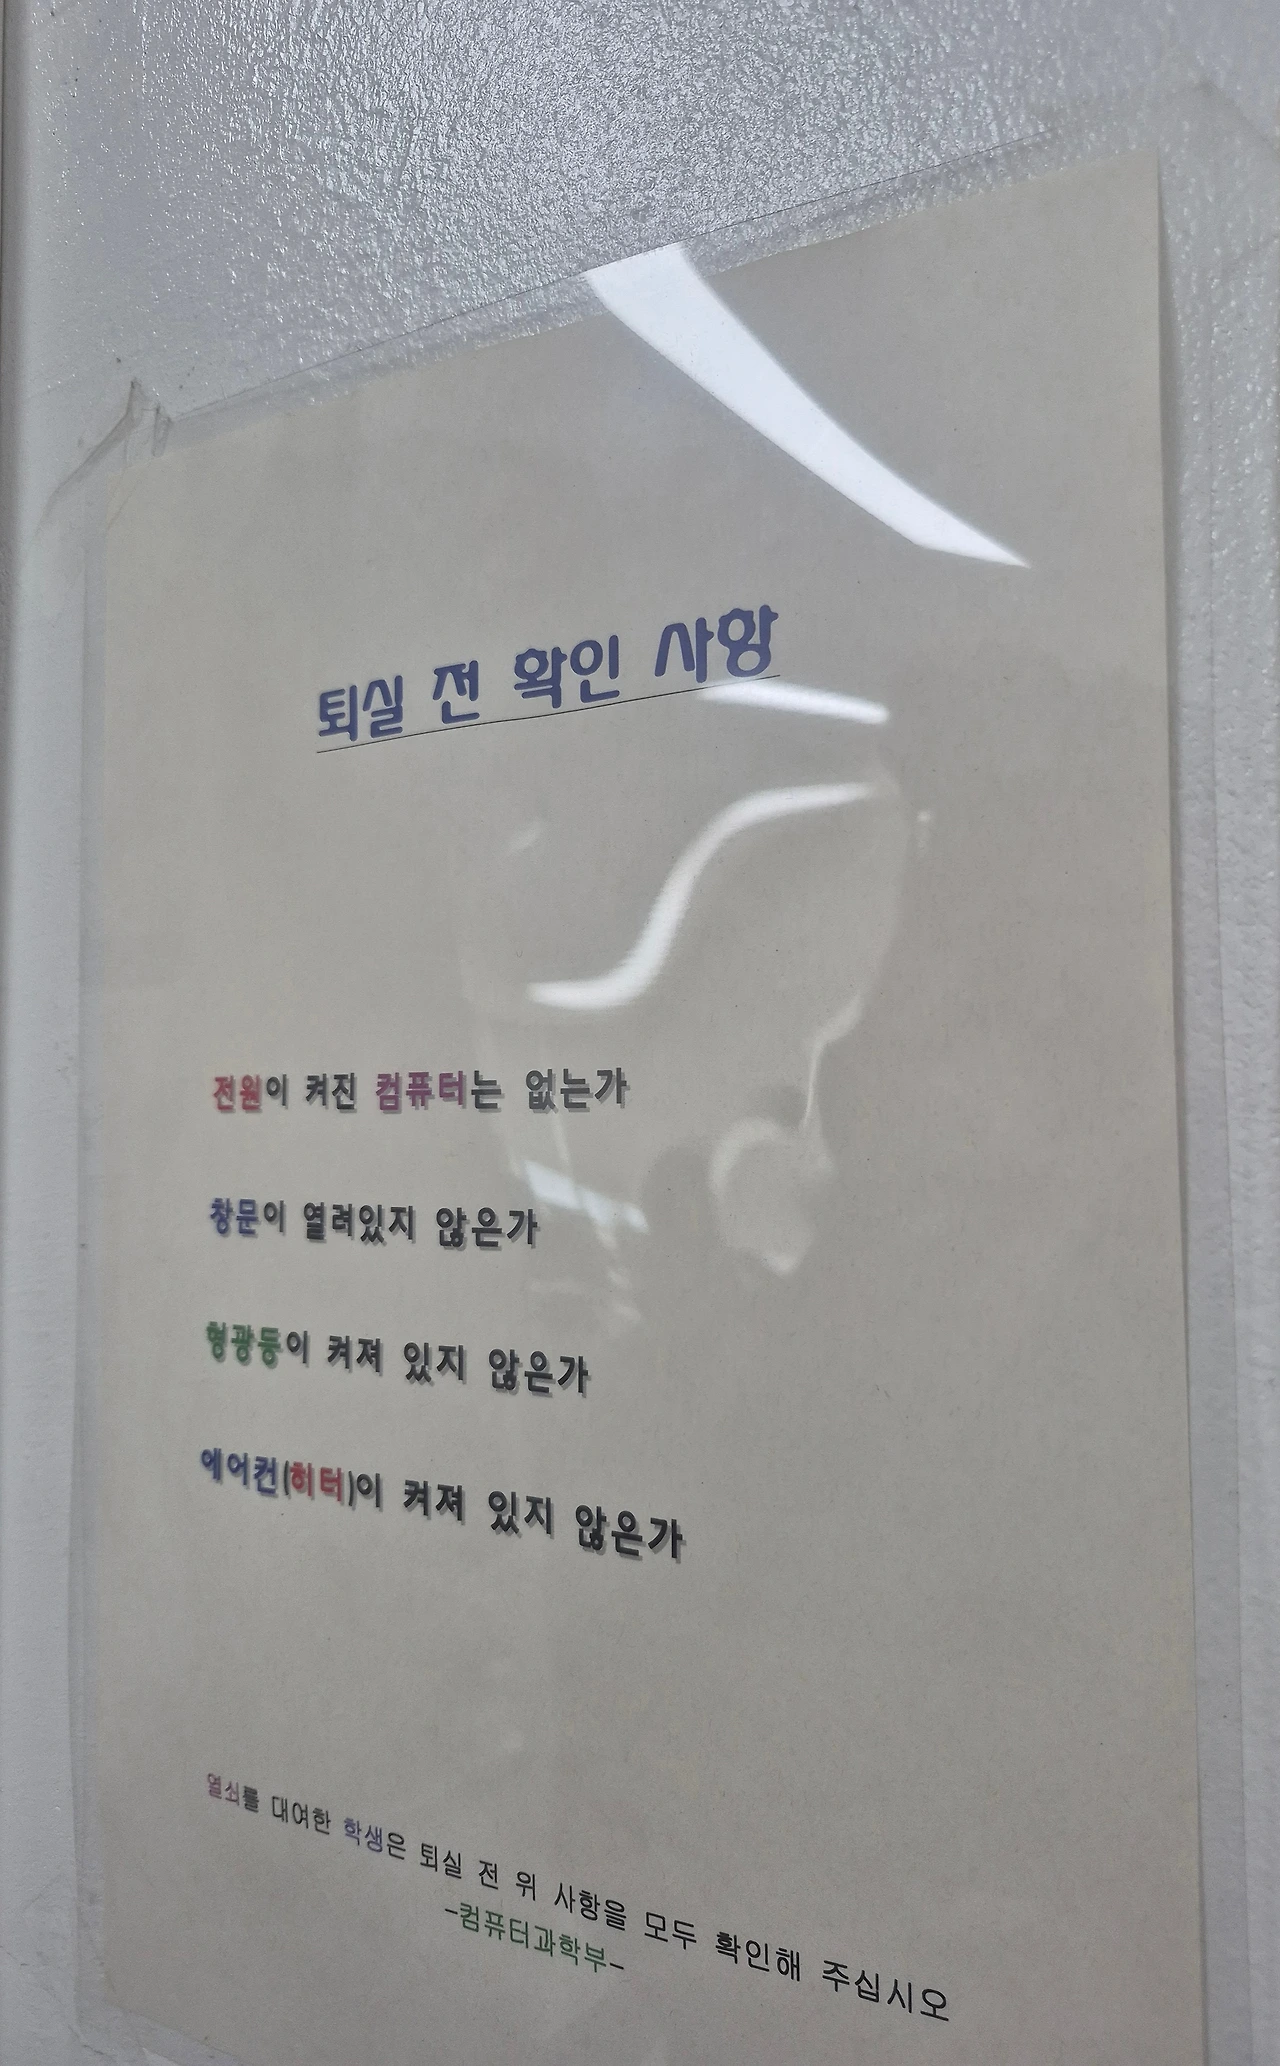 퇴실 전 확인 사항
전원이 켜진 컴퓨터는 없는가
창문이 열려있지 않은가
형광등이 켜져 있지 않은가
에어컨(히터)이 켜져 있지 않은가
열쇠를 대여한 학생은 퇴실 전 위 사항을 모두 확인해 주십시오
-컴퓨터과학부-